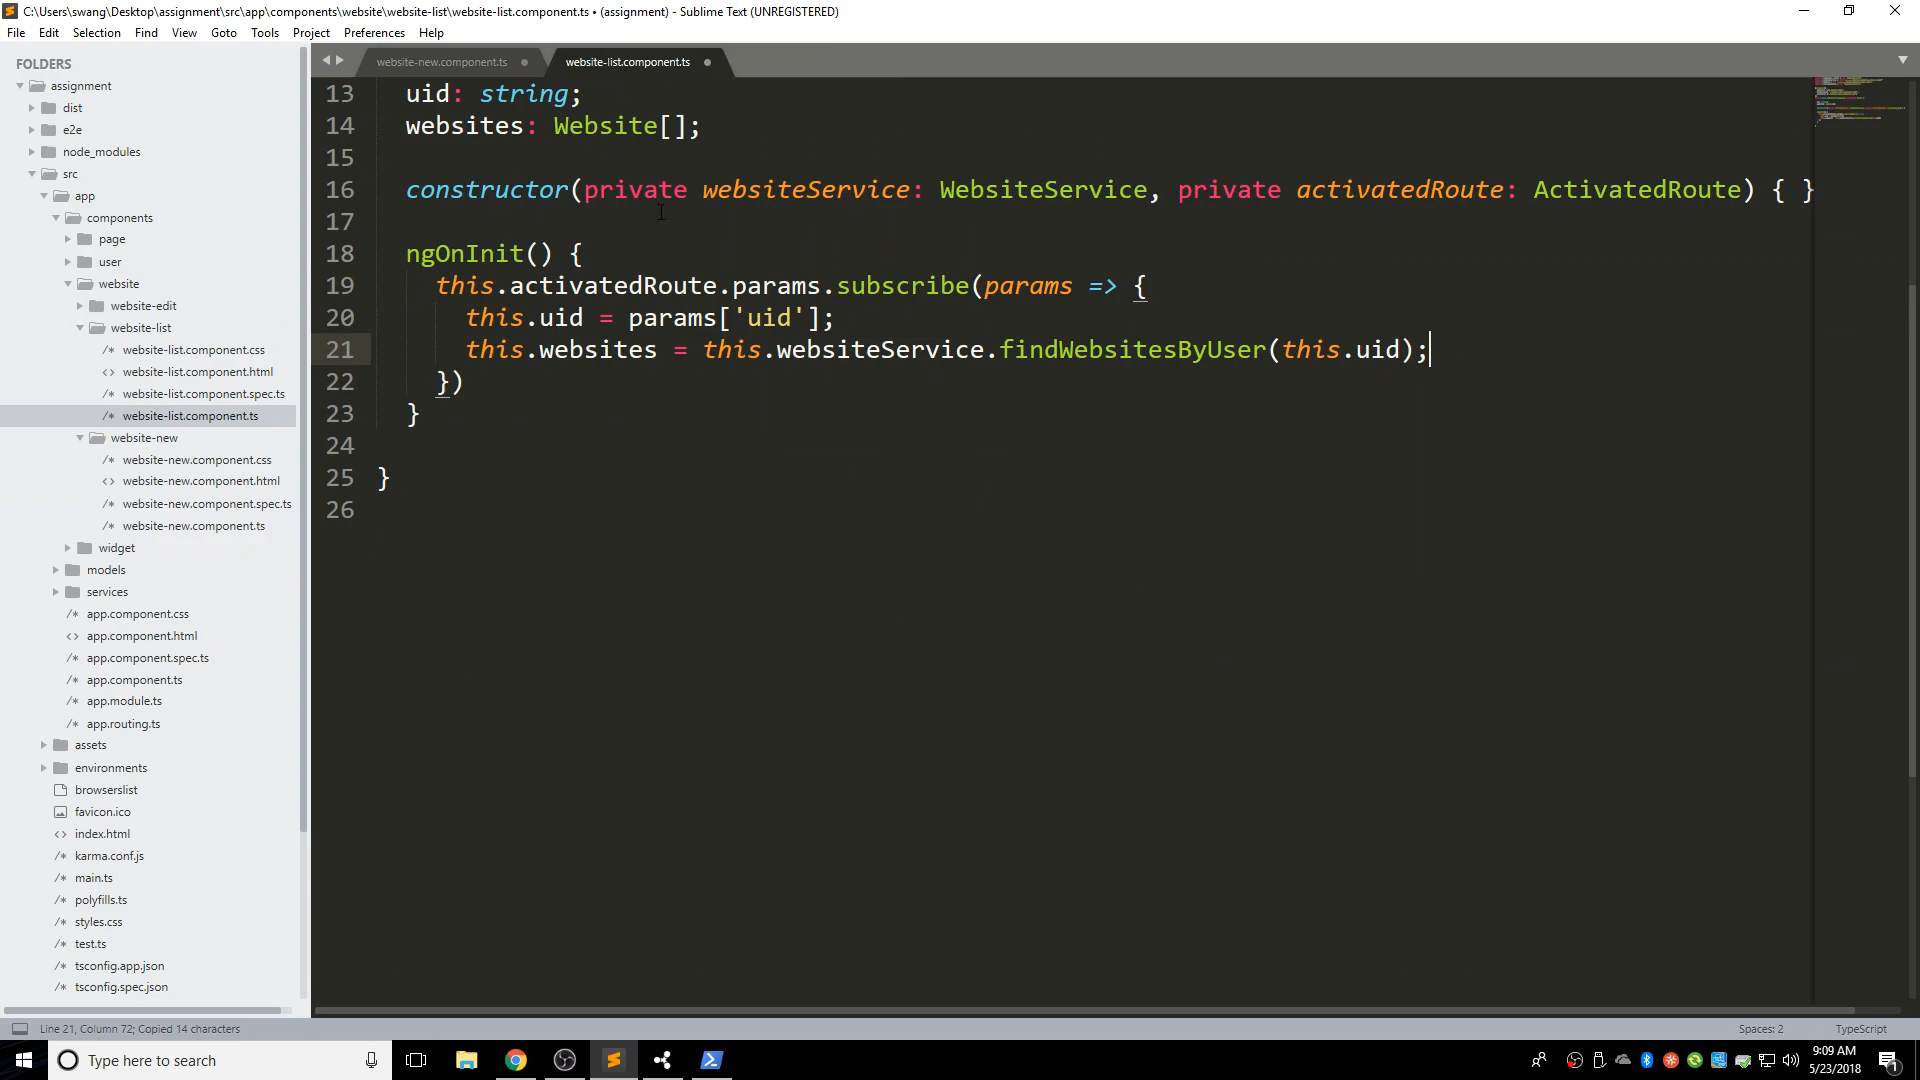 C:\Users\swang\Desktop\assignment\src\app\components\website\website-list\website-list.component.ts • (assignment) - Sublime Text (UNREGISTERED)
File Edit Selection Find View Goto Tools Project Preferences Help
FOLDERS
assignment
dist
e2e
node_modules
src
app
components
page
user
website
website-edit
website-list
/* website-list.component.css
<> website-list.component.html
/* website-list.component.spec.ts
/* website-list.component.ts
website-new
/* website-new.component.css
<> website-new.component.html
/* website-new.component.spec.ts
/* website-new.component.ts
widget
models
services
/* app.component.css
<> app.component.html
/* app.component.spec.ts
/* app.component.ts
/* app.module.ts
/* app.routing.ts
assets
environments
browserslist
favicon.ico
<> index.html
/* karma.conf.js
/* main.ts
/* polyfills.ts
/* styles.css
/* test.ts
/* tsconfig.app.json
/* tsconfig.spec.json
website-new.component.ts website-list.component.ts
13 uid: string;
14 websites: Website[];
15
16 constructor(private websiteService: WebsiteService, private activatedRoute: ActivatedRoute) { }
17
18 ngOnInit() {
19 this.activatedRoute.params.subscribe(params => {
20 this.uid = params['uid'];
21 this.websites = this.websiteService.findWebsitesByUser(this.uid);
22 })
23 }
24
25 }
26
Line 21, Column 72; Copied 14 characters Spaces: 2 TypeScript
Type here to search
9:09 AM
5/23/2018
1